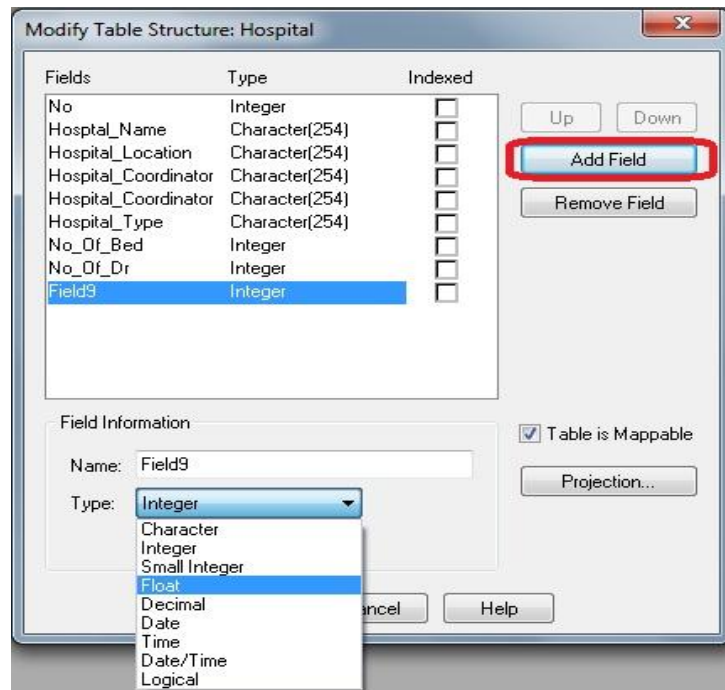 Modify Table Structure: Hospital
Fields Type Indexed
No Integer
Hosptal_Name Character(254)
Hospital_Location Character(254)
Hospital_Coordinator Character(254)
Hospital_Coordinator Character(254)
Hospital_Type Character(254)
No_Of_Bed Integer
No_Of_Dr Integer
Field9 Integer
Up Down
Add Field
Remove Field
Field Information
Name: Field9
Type: Integer
Character
Integer
Small Integer
Float
Decimal
Date
Time
Date/Time
Logical
Table is Mappable
Projection...
Help